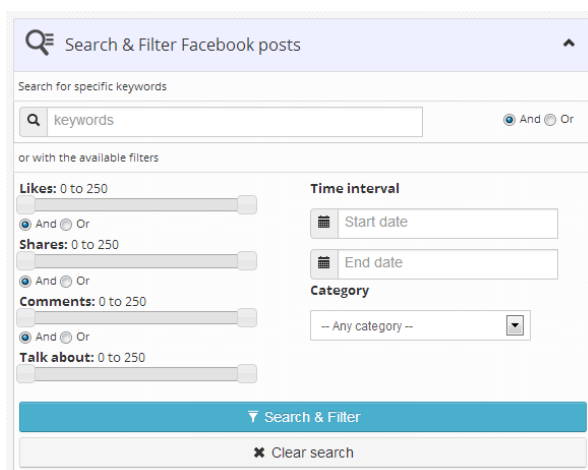 Search & Filter Facebook posts
Search for specific keywords
keywords
And Or
or with the available filters
Likes: 0 to 250
And Or
Shares: 0 to 250
And Or
Comments: 0 to 250
And Or
Talk about: 0 to 250
Time interval
Start date
End date
Category
-- Any category --
Search & Filter
Clear search